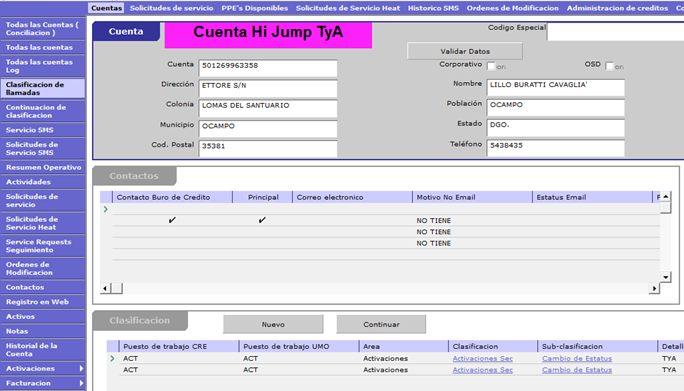 Cuentas Solicitudes de servicio PPE's Disponibles Solicitudes de Servicio Heat Historico SMS Ordenes de Modificacion Administracion de creditos Co
Todas las Cuentas ( Conciliacion )
Todas las cuentas
Todas las cuentas Log
Clasificacion de llamadas
Continuacion de clasificacion
Servicio SMS
Solicitudes de Servicio SMS
Resumen Operativo
Actividades
Solicitudes de servicio
Solicitudes de Servicio Heat
Service Requests Seguimiento
Ordenes de Modificacion
Contactos
Registro en Web
Activos
Notas
Historial de la Cuenta
Activaciones
Facturacion
Cuenta
Cuenta Hi Jump TyA
Codigo Especial
Validar Datos
Cuenta 501269963358
Corporativo on OSD on
Dirección ETTORE S/N
Nombre LILLO BURATTI CAVAGLIA'
Colonia LOMAS DEL SANTUARIO
Población OCAMPO
Municipio OCAMPO
Estado DGO.
Cod. Postal 35381
Teléfono 5438435
Contactos
Contacto Buro de Credito Principal Correo electronico Motivo No Email Estatus Email F
NO TIENE
NO TIENE
NO TIENE
Clasificacion
Nuevo Continuar
Puesto de trabajo CRE Puesto de trabajo UMO Area Clasificacion Sub-clasificacion Detall
ACT ACT Activaciones Activaciones Sec Cambio de Estatus TYA
ACT ACT Activaciones Activaciones Sec Cambio de Estatus TYA